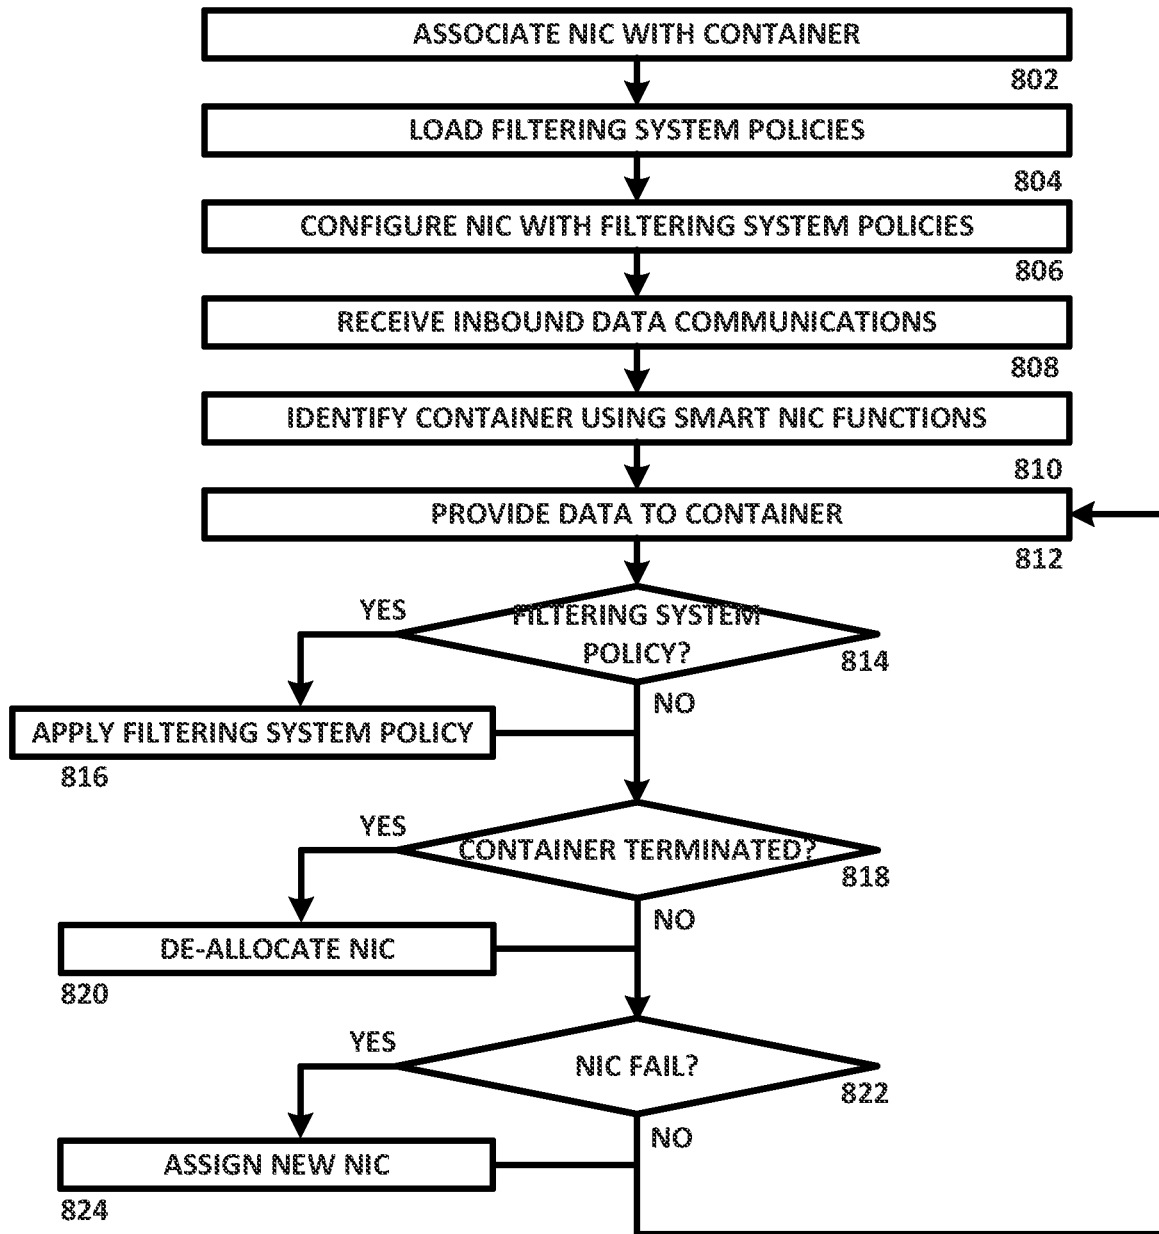 ASSOCIATE NIC WITH CONTAINER
802
LOAD FILTERING SYSTEM POLICIES
804
CONFIGURE NIC WITH FILTERING SYSTEM POLICIES
806
RECEIVE INBOUND DATA COMMUNICATIONS
808
IDENTIFY CONTAINER USING SMART NIC FUNCTIONS
810
PROVIDE DATA TO CONTAINER
812
FILTERING SYSTEM
POLICY?
814
YES
NO
APPLY FILTERING SYSTEM POLICY
816
CONTAINER TERMINATED?
818
YES
NO
DE-ALLOCATE NIC
820
NIC FAIL?
822
YES
NO
ASSIGN NEW NIC
824